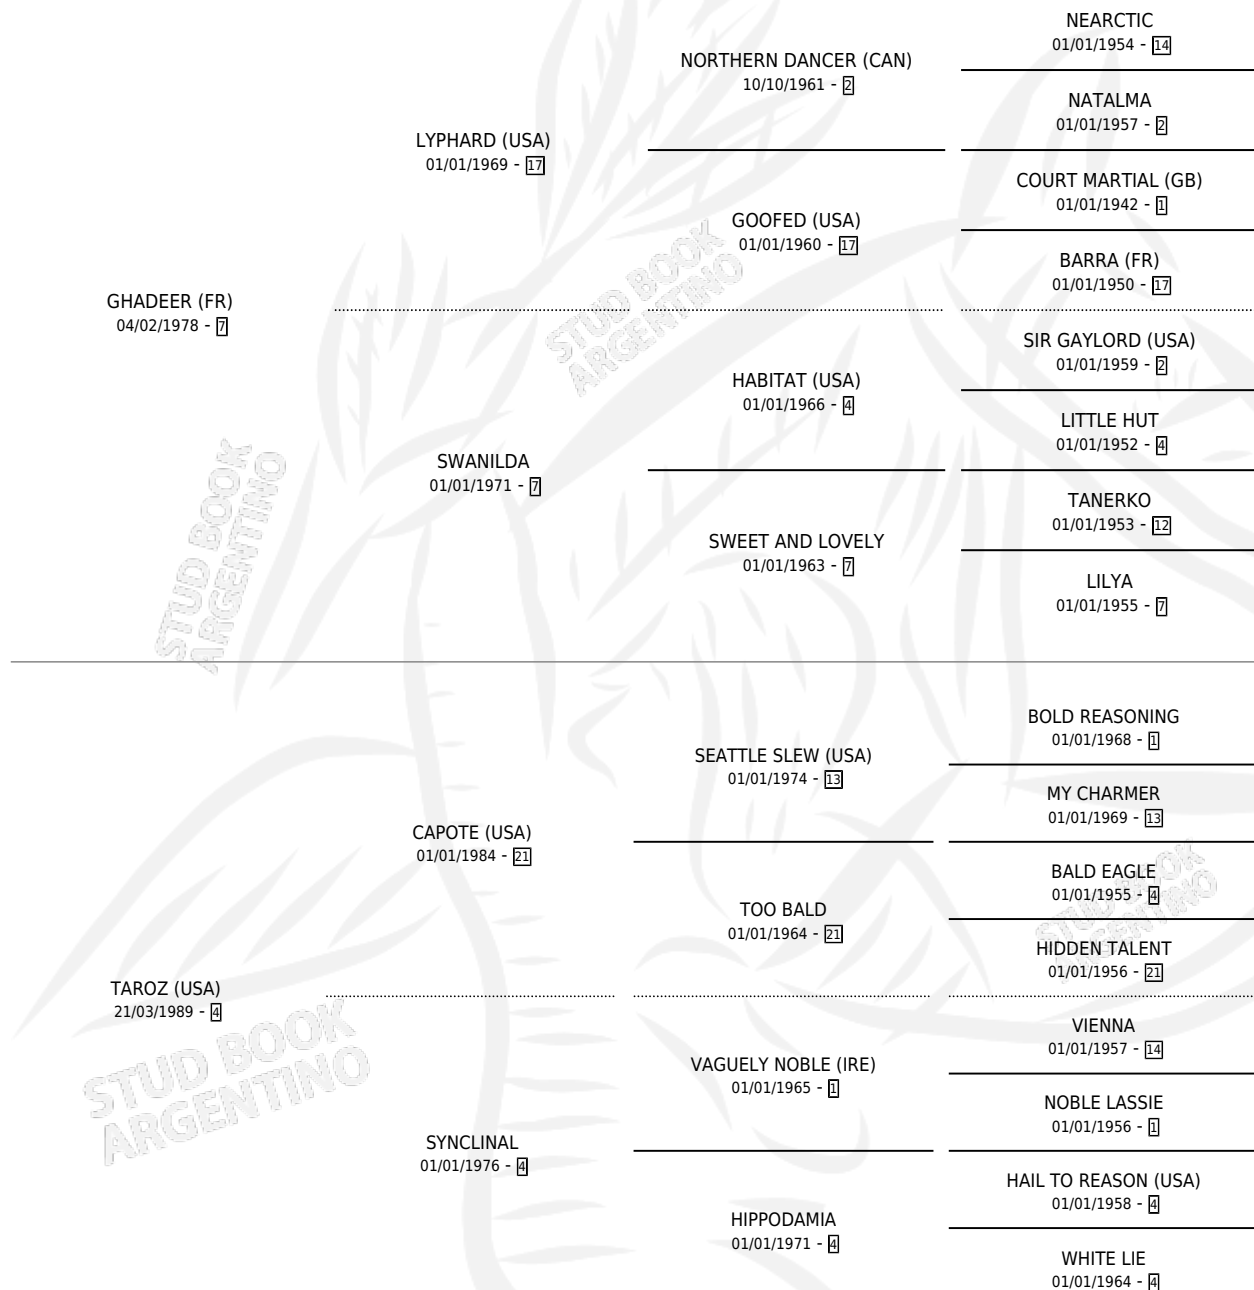 NEARCTIC
01/01/1954 - 14
NORTHERN DANCER (CAN)
10/10/1961 - 2
NATALMA
01/01/1957 - 2
LYPHARD (USA)
01/01/1969 - 17
COURT MARTIAL (GB)
01/01/1942 - 1
GOOFED (USA)
01/01/1960 - 17
BARRA (FR)
01/01/1950 - 17
GHADEER (FR)
04/02/1978 - 7
SIR GAYLORD (USA)
01/01/1959 - 2
HABITAT (USA)
01/01/1966 - 4
LITTLE HUT
01/01/1952 - 4
SWANILDA
01/01/1971 - 7
TANERKO
01/01/1953 - 12
SWEET AND LOVELY
01/01/1963 - 7
LILYA
01/01/1955 - 7
BOLD REASONING
01/01/1968 - 1
SEATTLE SLEW (USA)
01/01/1974 - 13
MY CHARMER
01/01/1969 - 13
CAPOTE (USA)
01/01/1984 - 21
BALD EAGLE
01/01/1955 - 4
TOO BALD
01/01/1964 - 21
HIDDEN TALENT
01/01/1956 - 21
TAROZ (USA)
21/03/1989 - 4
VIENNA
01/01/1957 - 14
VAGUELY NOBLE (IRE)
01/01/1965 - 1
NOBLE LASSIE
01/01/1956 - 1
SYNCLINAL
01/01/1976 - 4
HAIL TO REASON (USA)
01/01/1958 - 4
HIPPODAMIA
01/01/1971 - 4
WHITE LIE
01/01/1964 - 4
STUD BOOK
ARGENTINO
STUD BOOK
ARGENTINO
STUD BOOK
ARGENTINO
STUD BOOK
ARGENTINO